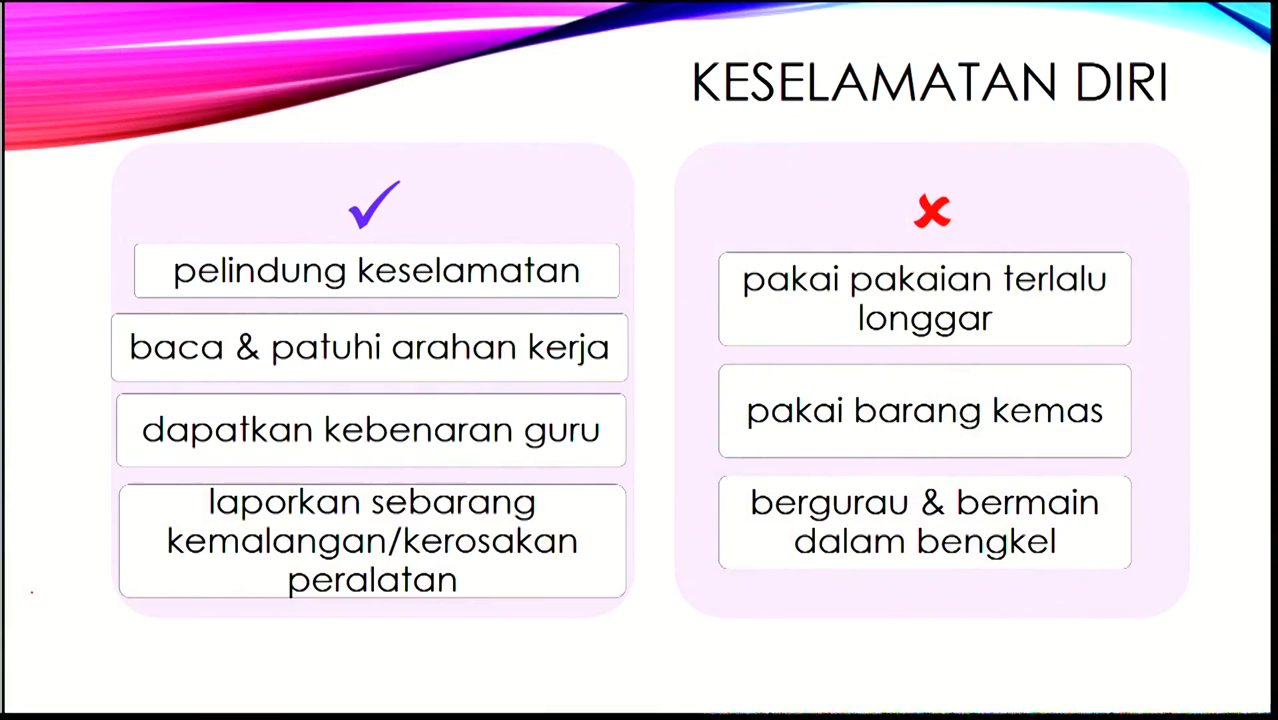 KESELAMATAN DIRI
✓
pelindung keselamatan
baca & patuhi arahan kerja
dapatkan kebenaran guru
laporkan sebarang
kemalangan/kerosakan
peralatan
✘
pakai pakaian terlalu
longgar
pakai barang kemas
bergurau & bermain
dalam bengkel